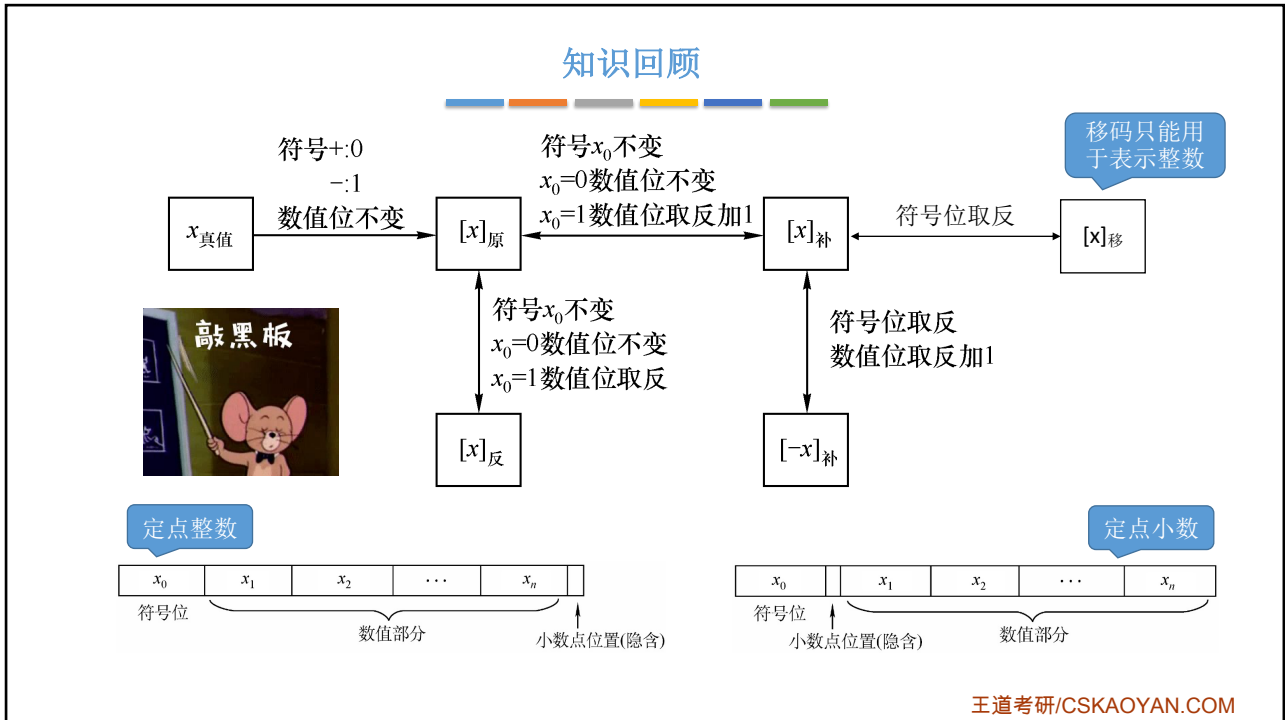 知识回顾
符号+:0
−:1
数值位不变
符号x₀不变
x₀=0数值位不变
x₀=1数值位取反加1
移码只能用
于表示整数
x真值
[x]原
[x]补
符号位取反
[x]移
敲黑板
符号x₀不变
x₀=0数值位不变
x₀=1数值位取反
符号位取反
数值位取反加1
[x]反
[−x]补
定点整数
定点小数
x₀ x₁ x₂ ··· xₙ
符号位
数值部分
小数点位置(隐含)
x₀ x₁ x₂ ··· xₙ
符号位
小数点位置(隐含)
数值部分
王道考研/CSKAOYAN.COM